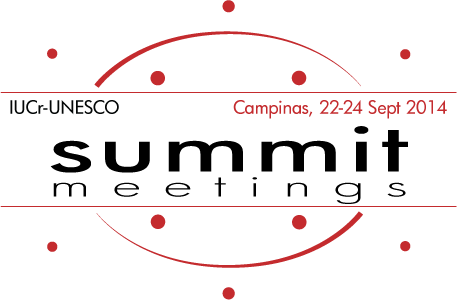 IUCr-UNESCO Campinas, 22-24 Sept 2014
summit
meetings